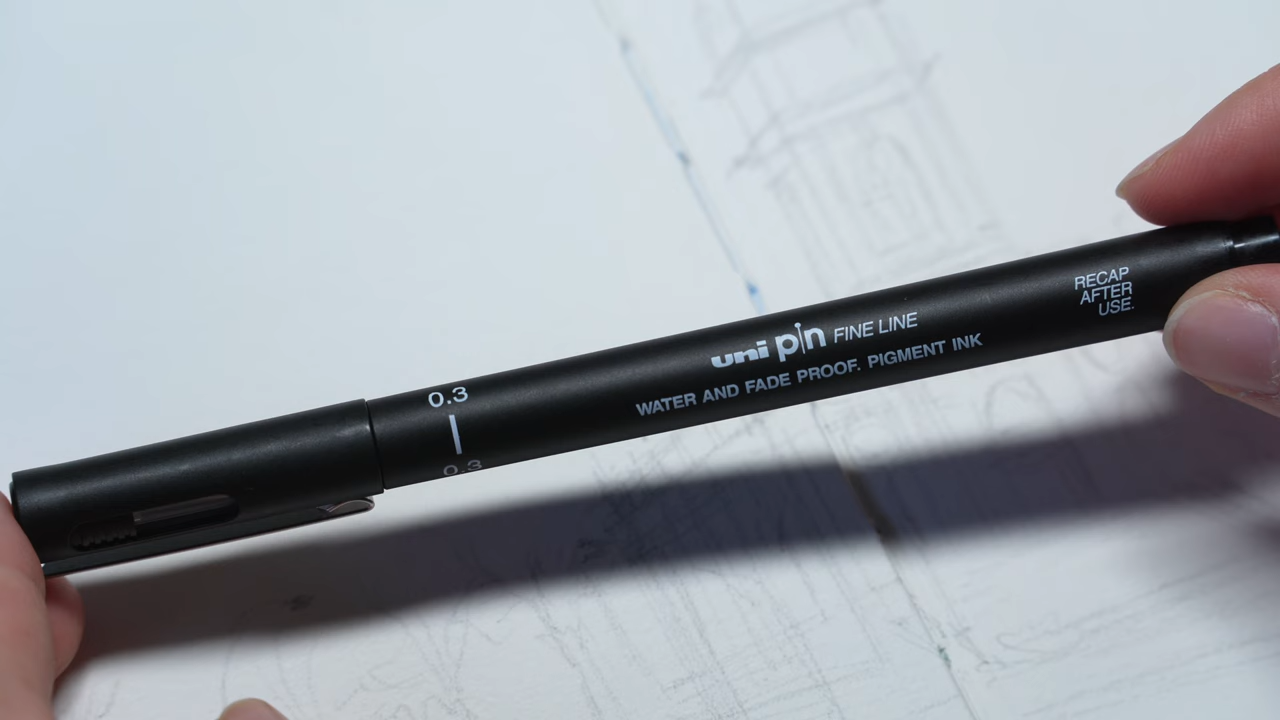 0.3
0.3
uni pin FINE LINE
WATER AND FADE PROOF. PIGMENT INK
RECAP
AFTER
USE.